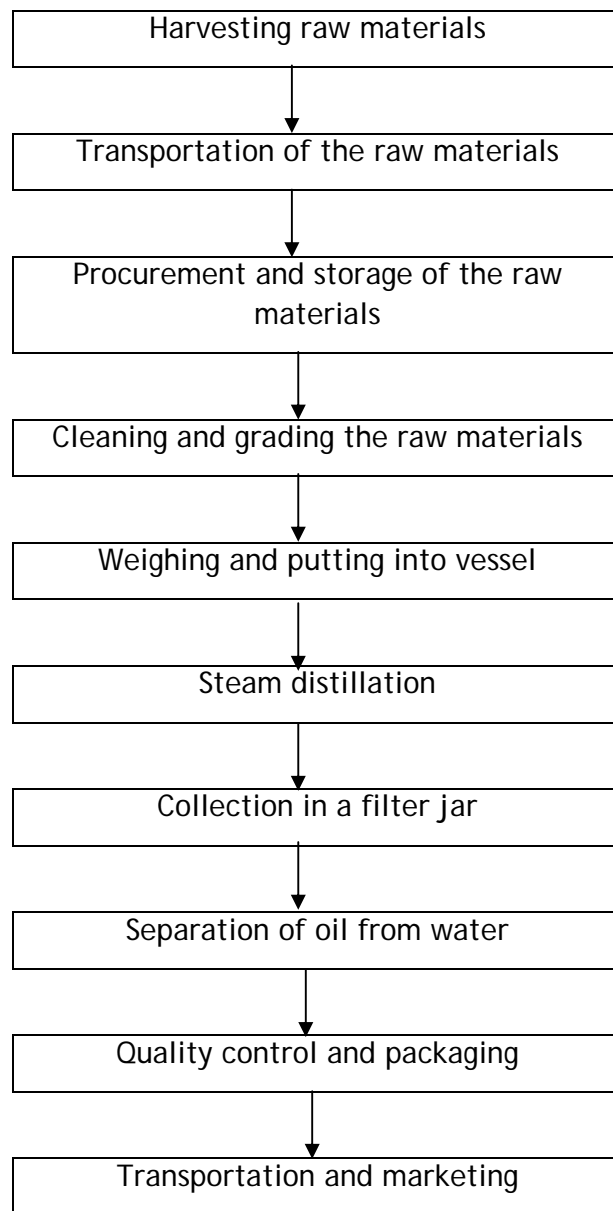 Harvesting raw materials
Transportation of the raw materials
Procurement and storage of the raw
materials
Cleaning and grading the raw materials
Weighing and putting into vessel
Steam distillation
Collection in a filter jar
Separation of oil from water
Quality control and packaging
Transportation and marketing